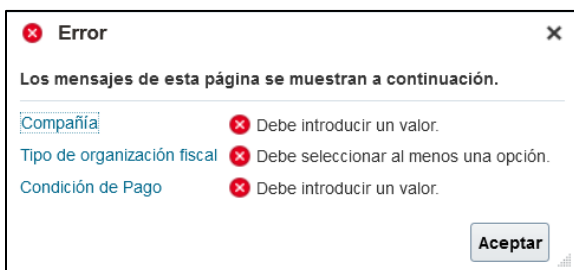 Error
Los mensajes de esta página se muestran a continuación.
Compañía Debe introducir un valor.
Tipo de organización fiscal Debe seleccionar al menos una opción.
Condición de Pago Debe introducir un valor.
Aceptar